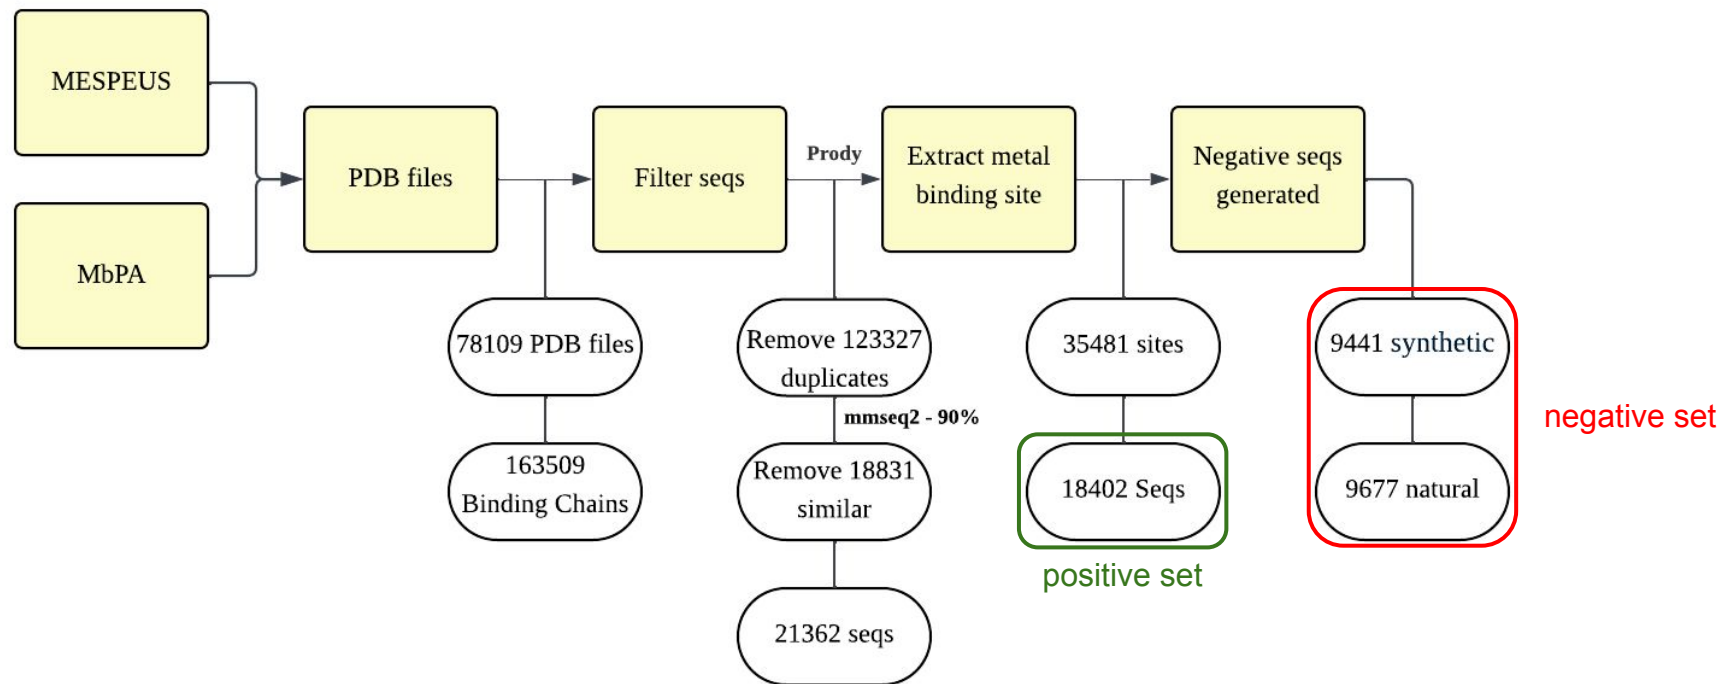 MESPEUS
MbPA
PDB files
Filter seqs
Prody
Extract metal
binding site
Negative seqs
generated
78109 PDB files
163509
Binding Chains
Remove 123327
duplicates
mmseq2 - 90%
Remove 18831
similar
21362 seqs
35481 sites
18402 Seqs
positive set
9441 synthetic
9677 natural
negative set